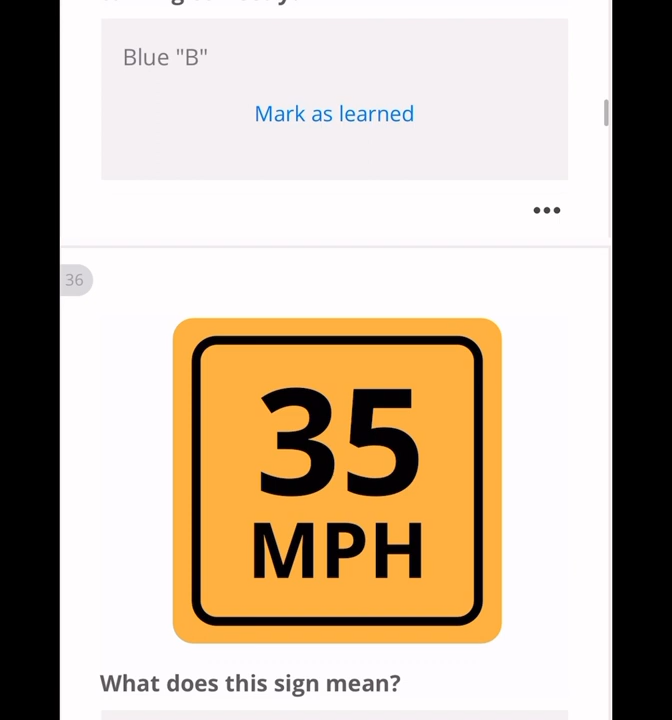 Blue "B"
Mark as learned
36
35
MPH
What does this sign mean?